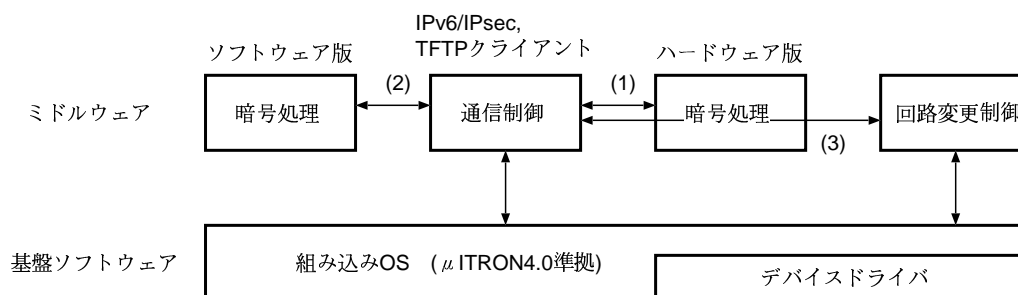 IPv6/IPsec,
ソフトウェア版 TFTPクライアント ハードウェア版
ミドルウェア 暗号処理 (2) 通信制御 (1) 暗号処理 (3) 回路変更制御
基盤ソフトウェア 組み込みOS (μITRON4.0準拠)
デバイスドライバ